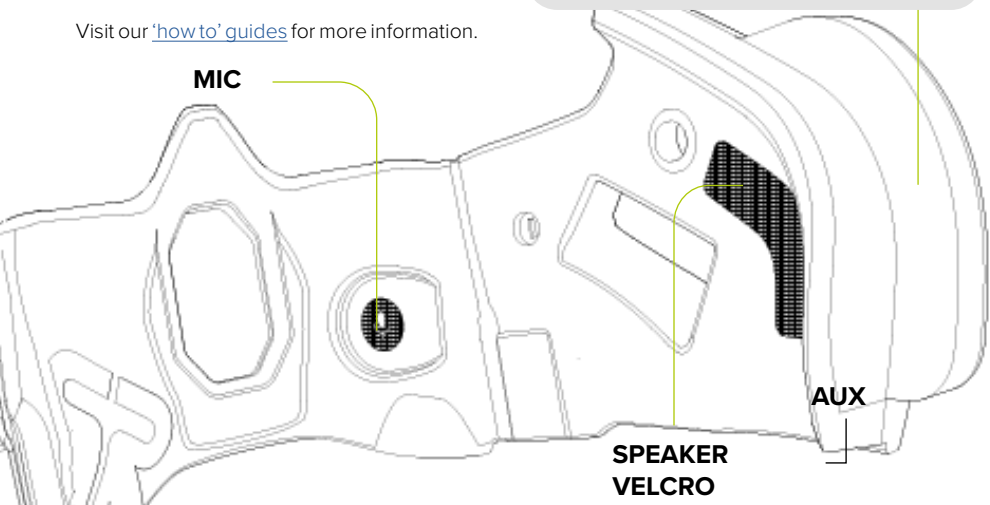 Visit our ‘how to’ guides for more information.
MIC
AUX
SPEAKER
VELCRO